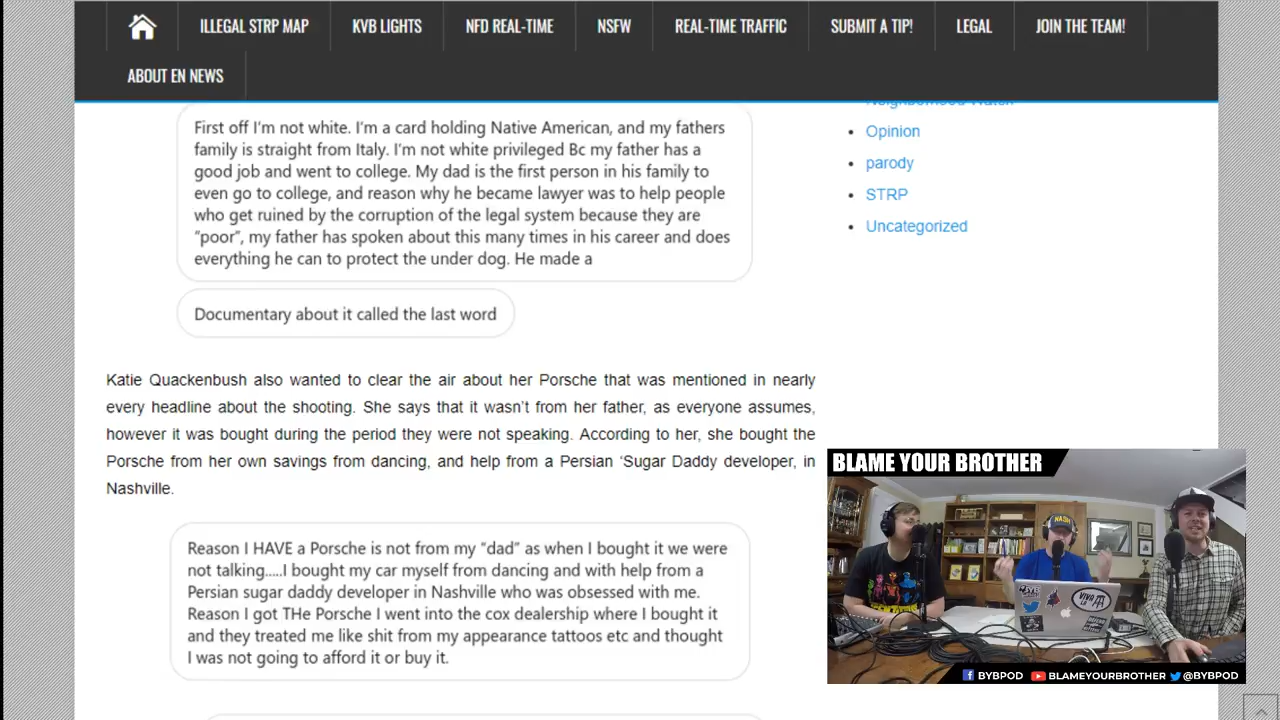 ILLEGAL STRP MAP
KVB LIGHTS
NFD REAL-TIME
NSFW
REAL-TIME TRAFFIC
SUBMIT A TIP!
LEGAL
JOIN THE TEAM!
ABOUT EN NEWS
First off I'm not white. I'm a card holding Native American, and my fathers
family is straight from Italy. I'm not white privileged Bc my father has a
good job and went to college. My dad is the first person in his family to
even go to college, and reason why he became lawyer was to help people
who get ruined by the corruption of the legal system because they are
"poor", my father has spoken about this many times in his career and does
everything he can to protect the under dog. He made a
Documentary about it called the last word
Katie Quackenbush also wanted to clear the air about her Porsche that was mentioned in nearly
every headline about the shooting. She says that it wasn't from her father, as everyone assumes,
however it was bought during the period they were not speaking. According to her, she bought the
Porsche from her own savings from dancing, and help from a Persian 'Sugar Daddy developer, in
Nashville.
Reason I HAVE a Porsche is not from my "dad" as when I bought it we were
not talking.....I bought my car myself from dancing and with help from a
Persian sugar daddy developer in Nashville who was obsessed with me.
Reason I got THe Porsche I went into the cox dealership where I bought it
and they treated me like shit from my appearance tattoos etc and thought
I was not going to afford it or buy it.
Neighborhood Watch
Opinion
parody
STRP
Uncategorized
BLAME YOUR BROTHER
NASH
VIVA
BYBPOD
BLAMEYOURBROTHER
@BYBPOD